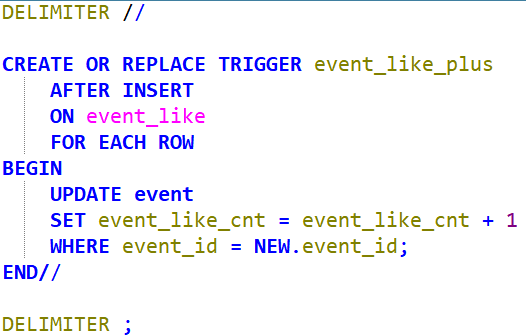 DELIMITER //
CREATE OR REPLACE TRIGGER event_like_plus
AFTER INSERT
ON event_like
FOR EACH ROW
BEGIN
UPDATE event
SET event_like_cnt = event_like_cnt + 1
WHERE event_id = NEW.event_id;
END//
DELIMITER ;